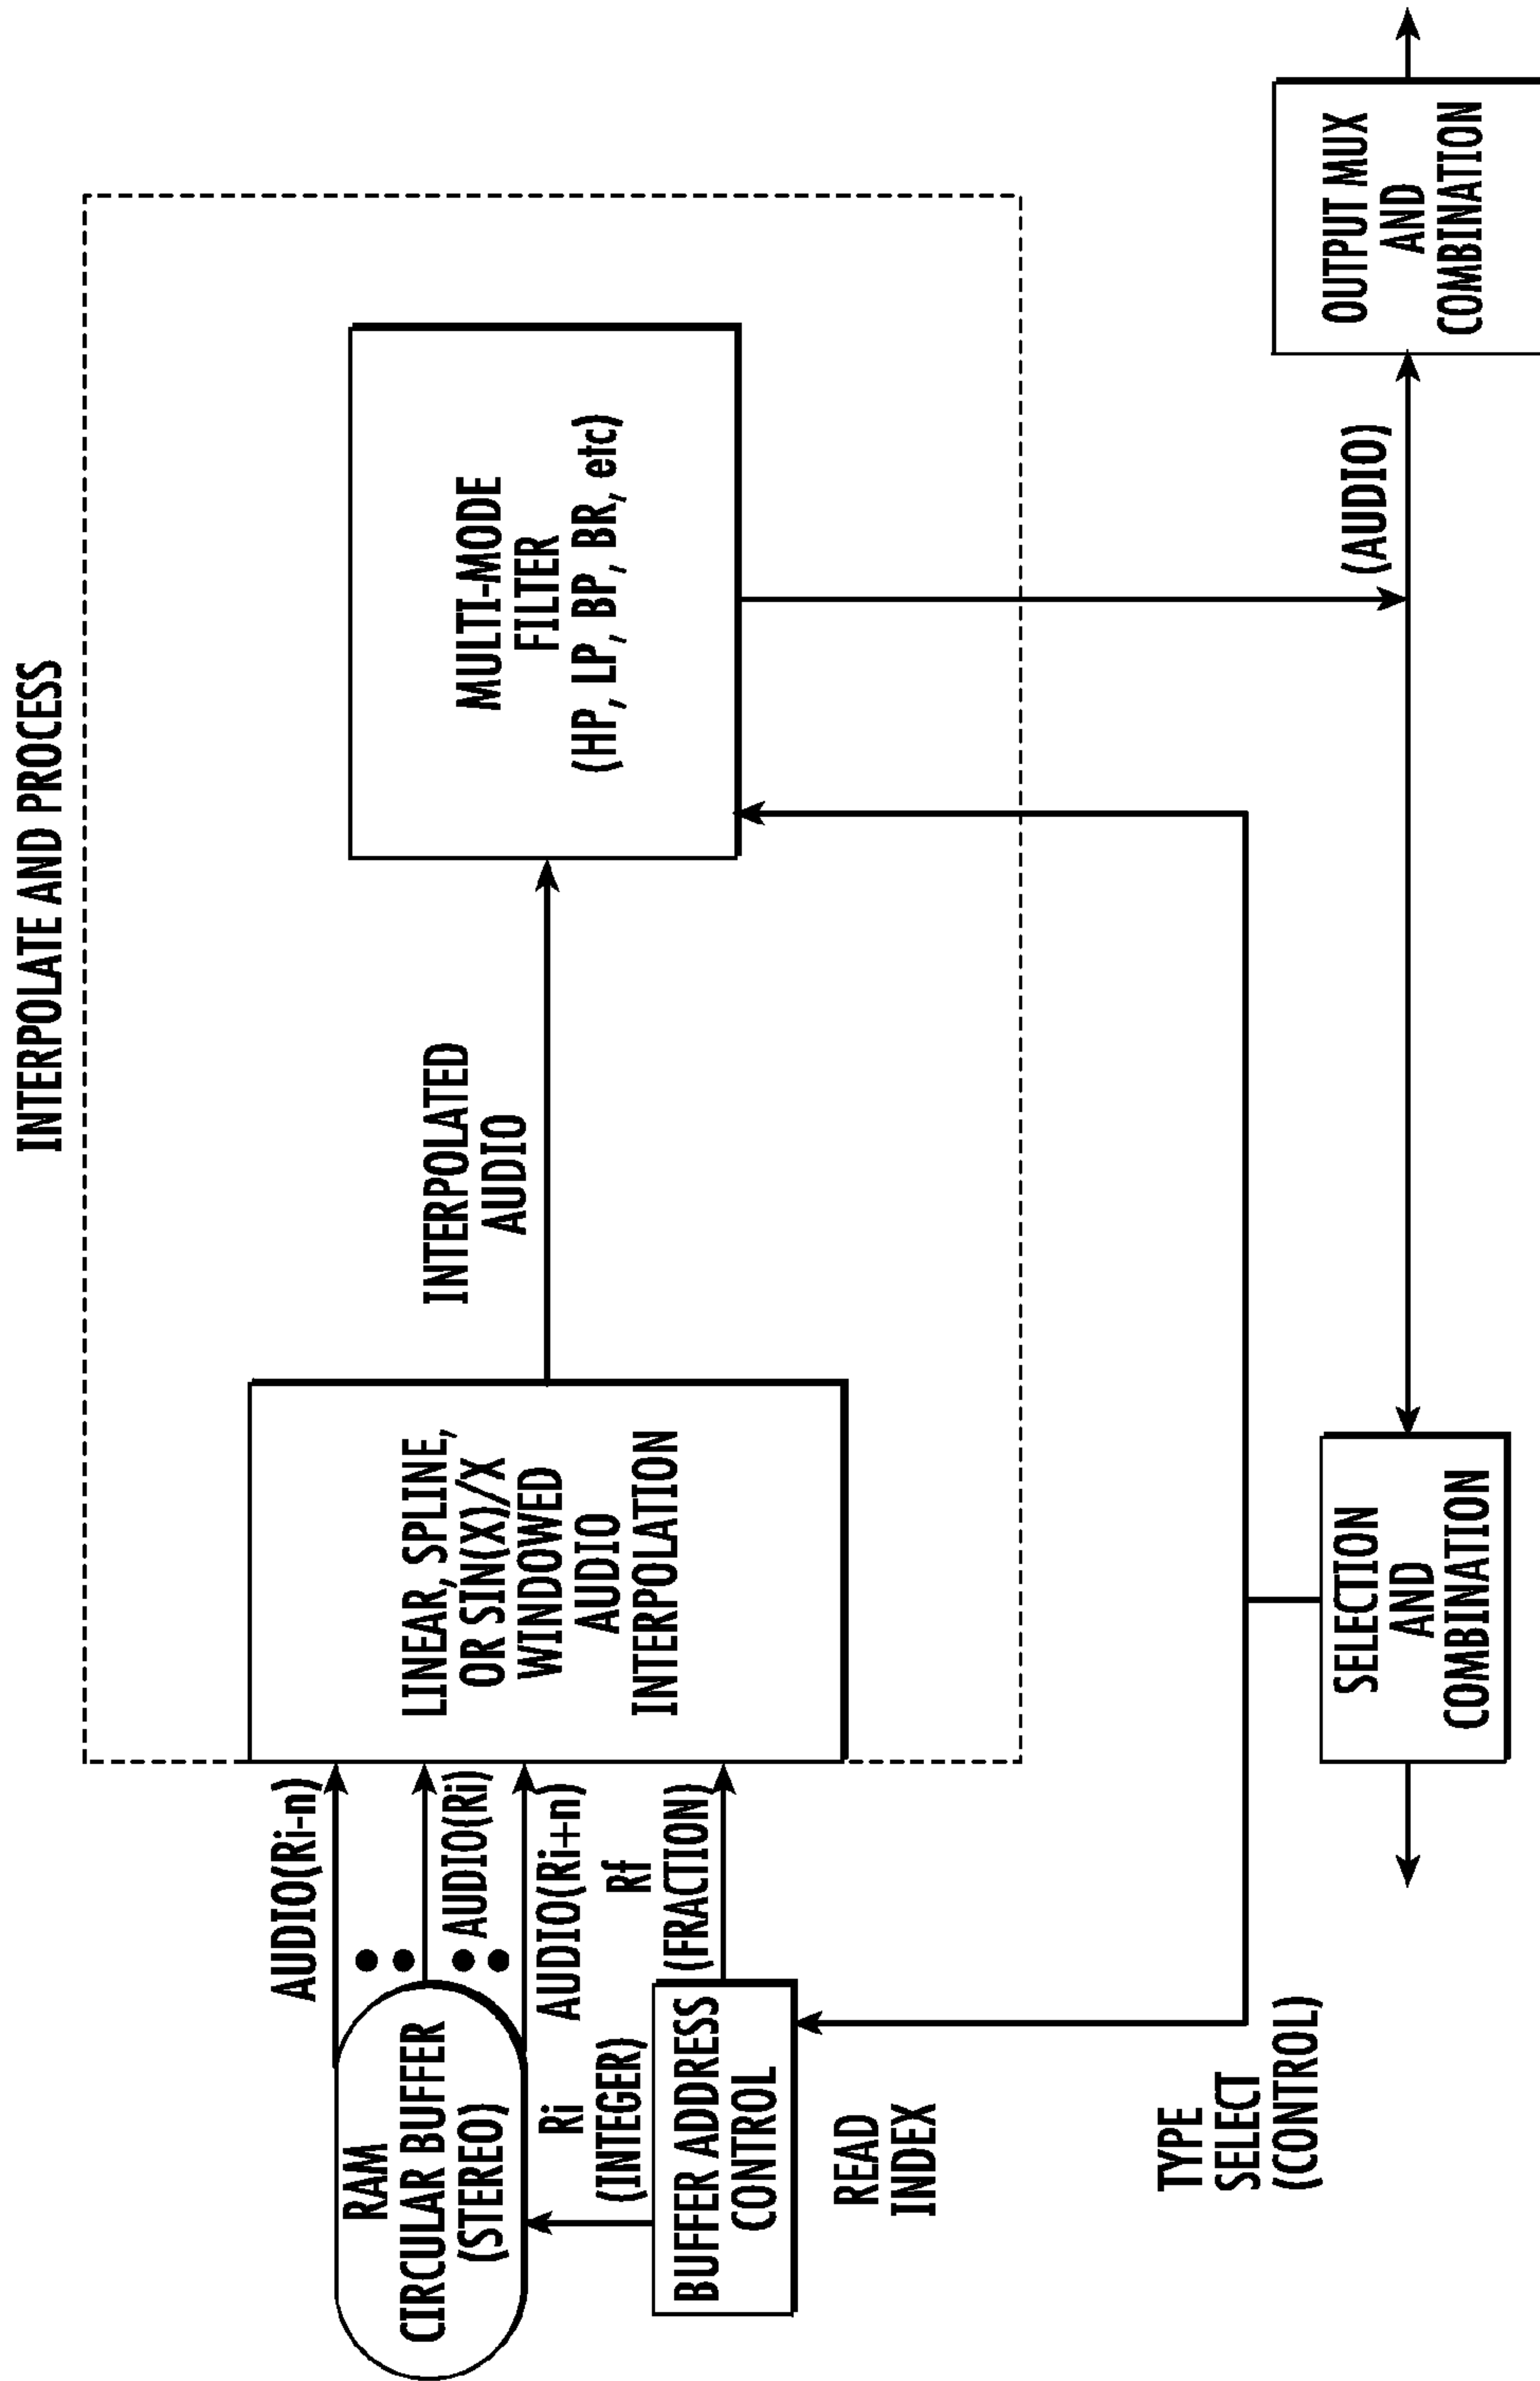 INTERPOLATE AND PROCESS
RAM
CIRCULAR BUFFER
(STEREO)
AUDIO(Ri-n)
AUDIO(Ri)
AUDIO(Ri+n)
Ri
(INTEGER)
Rf
(FRACTION)
BUFFER ADDRESS
CONTROL
READ
INDEX
LINEAR, SPLINE,
OR SIN(X)/X
WINDOWED
AUDIO
INTERPOLATION
INTERPOLATED
AUDIO
MULTI-MODE
FILTER
(HP, LP, BP, BR, etc)
TYPE
SELECT
(CONTROL)
SELECTION
AND
COMBINATION
(AUDIO)
OUTPUT MUX
AND
COMBINATION